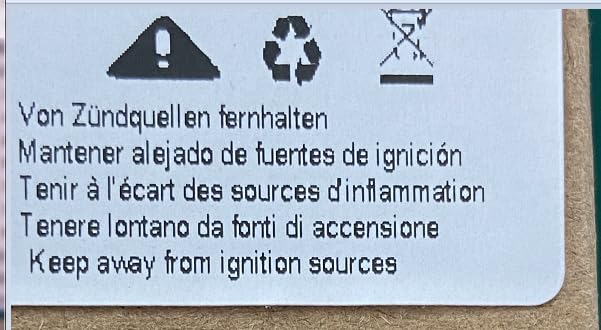 Von Zündquellen fernhalten
Mantener alejado de fuentes de ignición
Tenir à l'écart des sources d'inflammation
Tenere lontano da fonti di accensione
Keep away from ignition sources